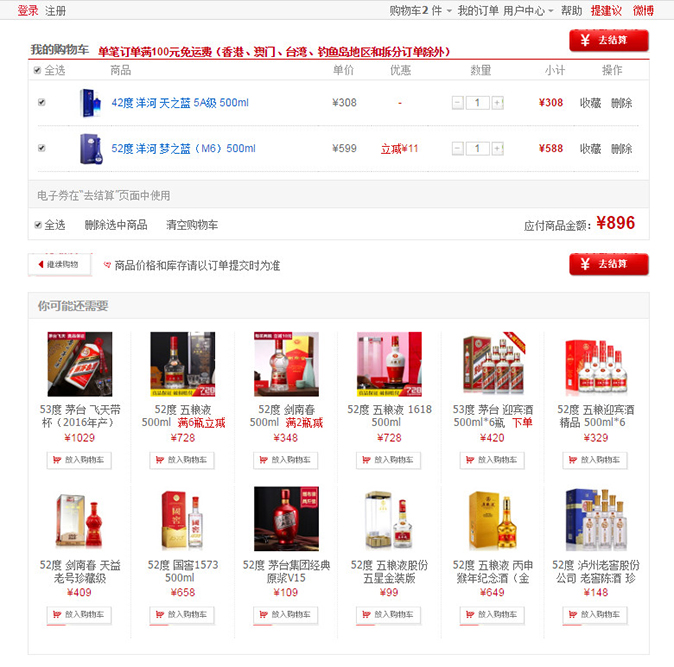 登录 注册 购物车2 件 我的订单 用户中心 帮助 提建议 微博
我的购物车 单笔订单满100元免运费（香港、澳门、台湾、钓鱼岛地区和拆分订单除外）
¥ 去结算
全选 商品 单价 优惠 数量 小计 操作
42度 洋河 天之蓝 5A级 500ml ¥308 - 1 ¥308 收藏 删除
52度 洋河 梦之蓝（M6）500ml ¥599 立减¥11 1 ¥588 收藏 删除
电子券在"去结算"页面中使用
全选 删除选中商品 清空购物车 应付商品金额：¥896
继续购物 商品价格和库存请以订单提交时为准 ¥ 去结算
你可能还需要
53度 茅台 飞天带
杯（2016年产）
¥1029
放入购物车
52度 五粮液
500ml 满6瓶立减
¥728
放入购物车
52度 剑南春
500ml 满2瓶减
¥348
放入购物车
52度 五粮液 1618
500ml
¥728
放入购物车
53度 茅台 迎宾酒
500ml*6瓶 下单
¥420
放入购物车
52度 五粮迎宾酒
精品 500ml*6
¥329
放入购物车
52度 剑南春 天益
老号珍藏级
¥409
放入购物车
52度 国窖1573
500ml
¥658
放入购物车
52度 茅台集团经典
原浆V15
¥109
放入购物车
52度 五粮液股份
五星金装版
¥99
放入购物车
52度 五粮液 丙申
猴年纪念酒（金
¥649
放入购物车
52度 泸州老窖股份
公司 老窖陈酒 珍
¥148
放入购物车